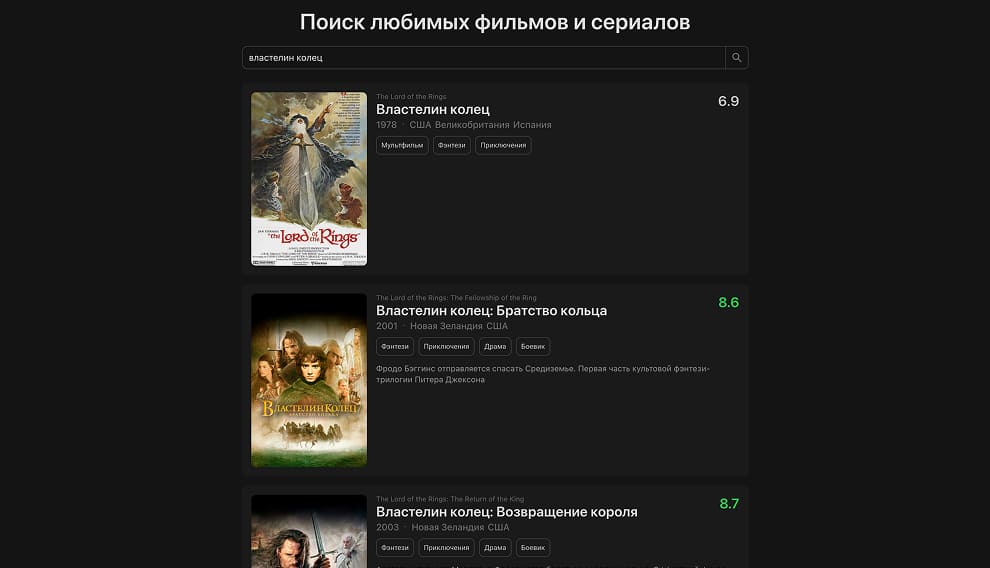 Поиск любимых фильмов и сериалов
властелин колец
The Lord of the Rings
Властелин колец
6.9
1978 · США Великобритания Испания
Мультфильм Фэнтези Приключения
"the Lord of the Rings"
The Lord of the Rings: The Fellowship of the Ring
Властелин колец: Братство кольца
8.6
2001 · Новая Зеландия США
Фэнтези Приключения Драма Боевик
Фродо Бэггинс отправляется спасать Средиземье. Первая часть культовой фэнтези-
трилогии Питера Джексона
ВЛАСТЕЛИН КОЛЕЦ
БРАТСТВО КОЛЬЦА
The Lord of the Rings: The Return of the King
Властелин колец: Возвращение короля
8.7
2003 · Новая Зеландия США
Фэнтези Приключения Драма Боевик